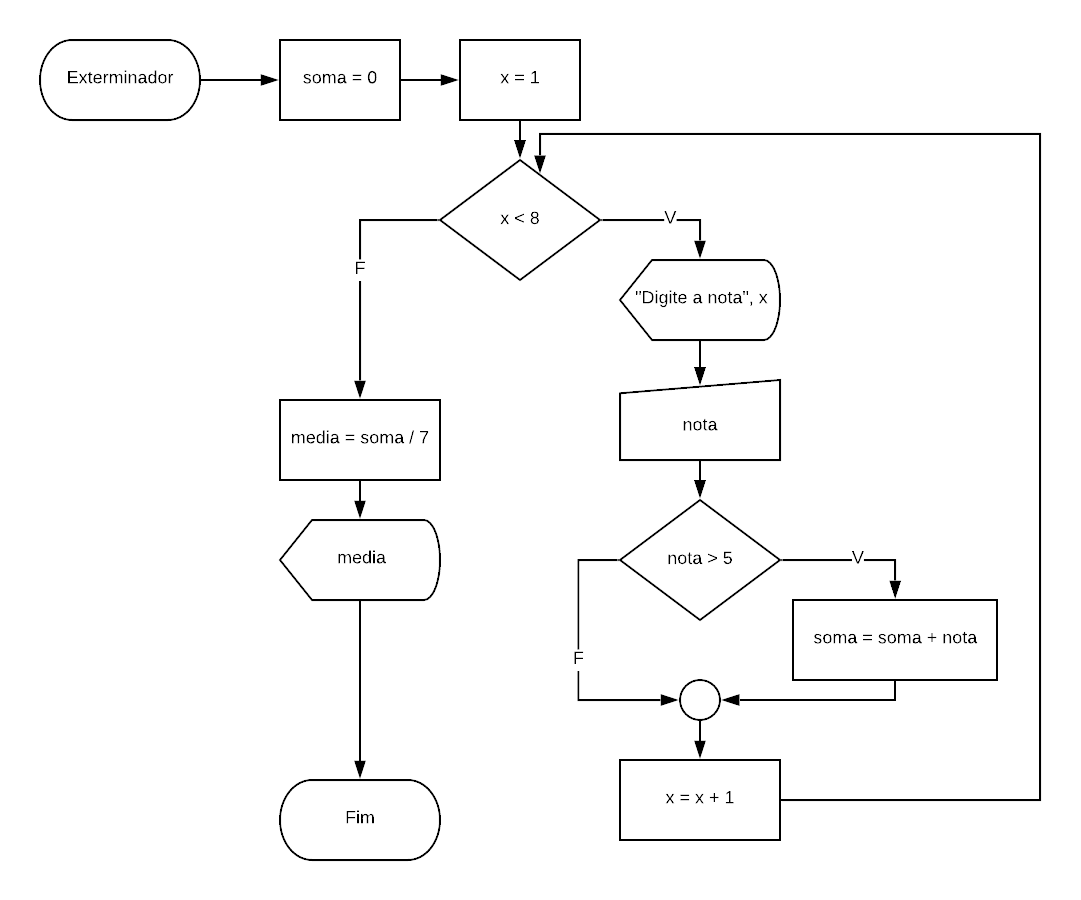 Exterminador
soma = 0
x = 1
x < 8
V
F
"Digite a nota", x
nota
media = soma / 7
media
nota > 5
V
soma = soma + nota
F
x = x + 1
Fim